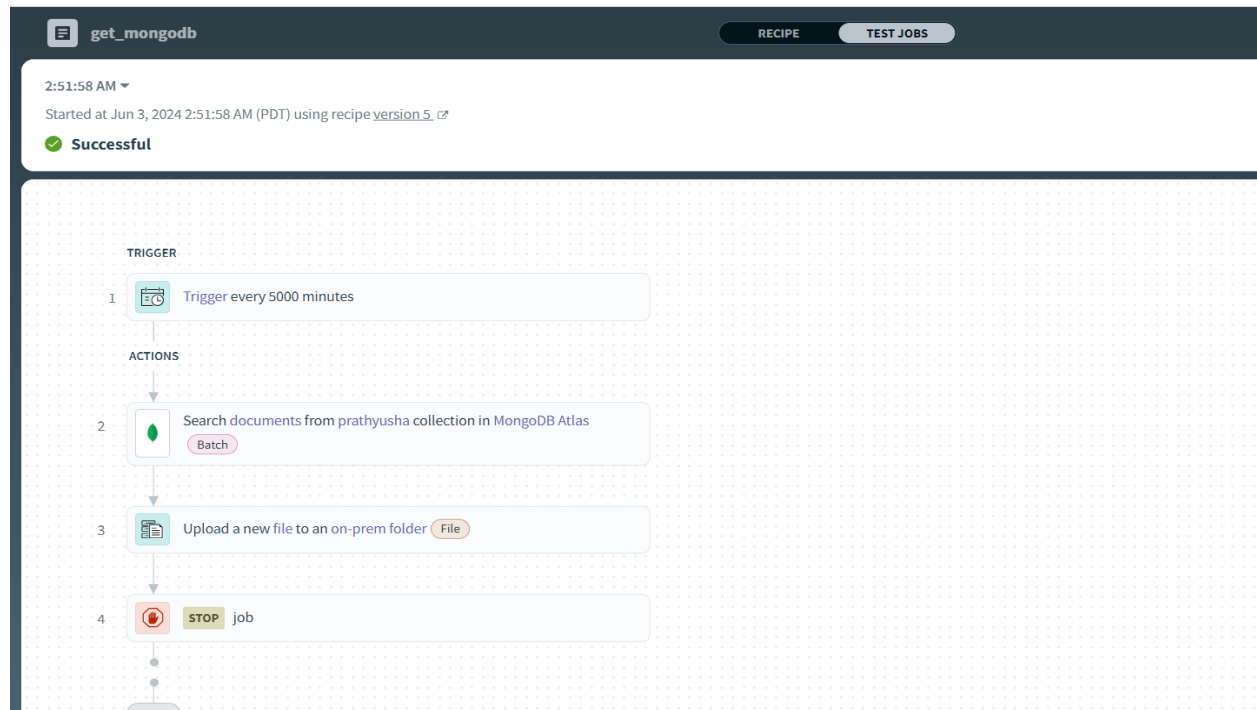 get_mongodb
RECIPE
TEST JOBS
2:51:58 AM
Started at Jun 3, 2024 2:51:58 AM (PDT) using recipe version 5
Successful
TRIGGER
1
Trigger every 5000 minutes
ACTIONS
2
Search documents from prathyusha collection in MongoDB Atlas
Batch
3
Upload a new file to an on-prem folder File
4
STOP job